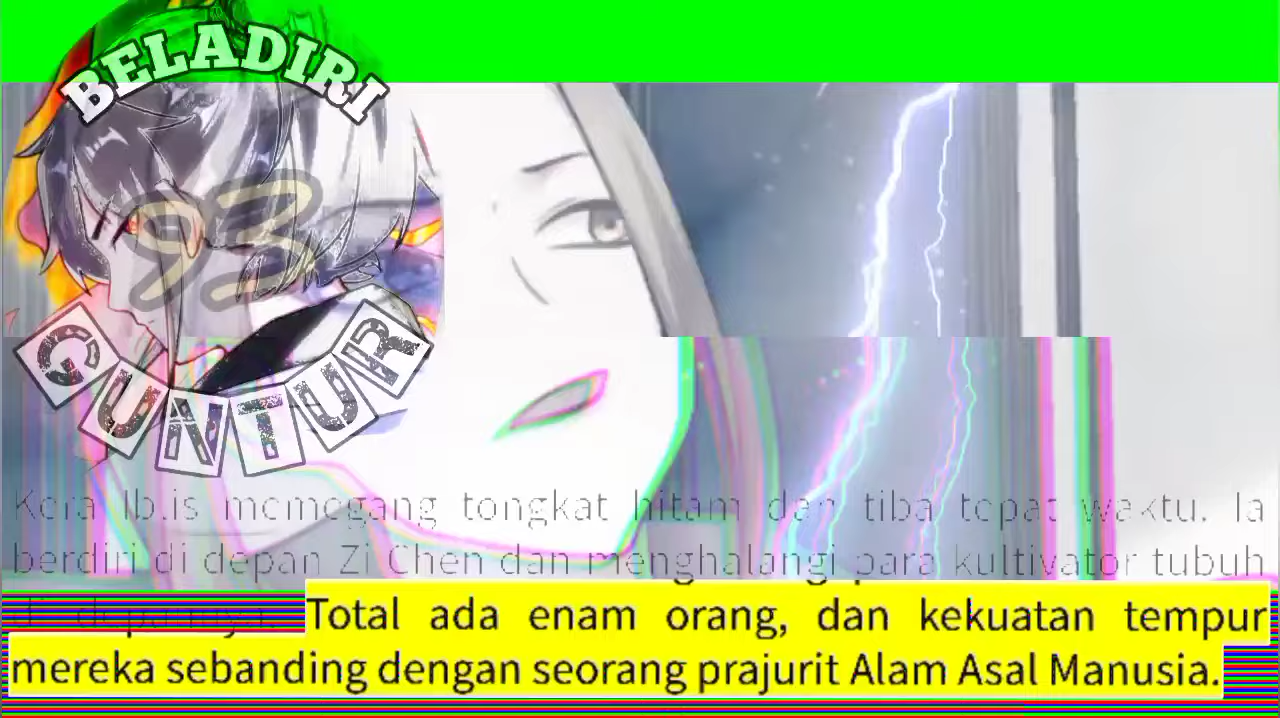 BELADIRI
93
GUNTUR
Kera Iblis memegang tongkat hitam dan tiba tepat waktu. Ia
berdiri di depan Zi Chen dan menghalangi para kultivator tubuh
di depannya. Total ada enam orang, dan kekuatan tempur
mereka sebanding dengan seorang prajurit Alam Asal Manusia.